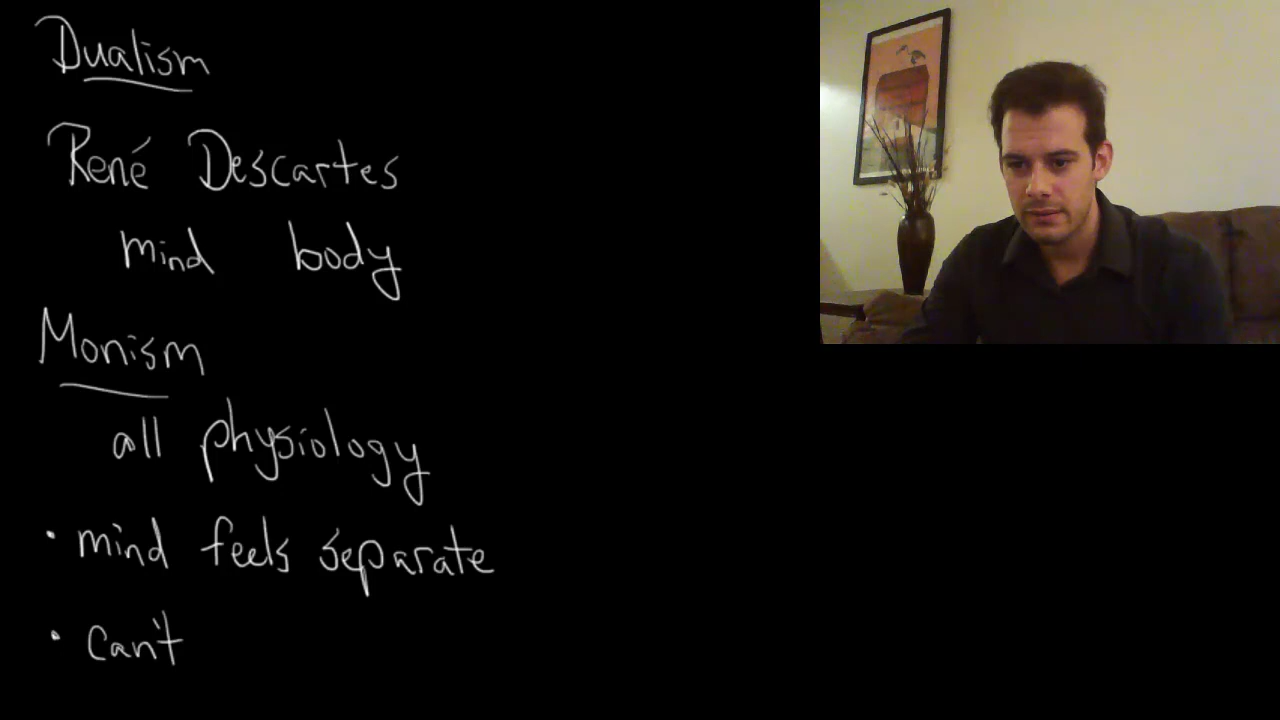 Dualism
René Descartes
mind body
Monism
all physiology
· mind feels separate
· can't